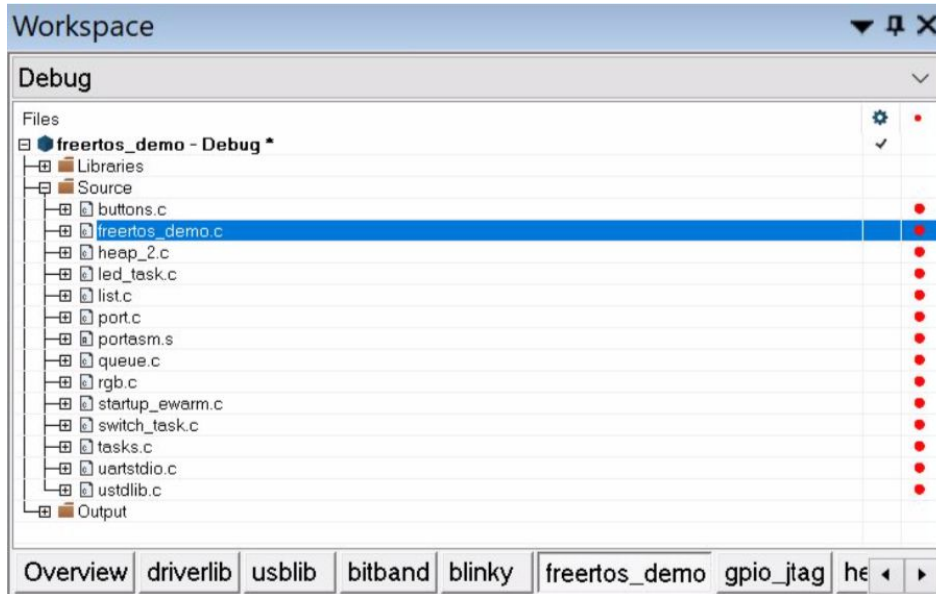 Workspace
Debug
Files
freertos_demo - Debug *
Libraries
Source
buttons.c
freertos_demo.c
heap_2.c
led_task.c
list.c
port.c
portasm.s
queue.c
rgb.c
startup_ewarm.c
switch_task.c
tasks.c
uartstdio.c
ustdlib.c
Output
Overview driverlib usblib bitband blinky freertos_demo gpio_jtag he